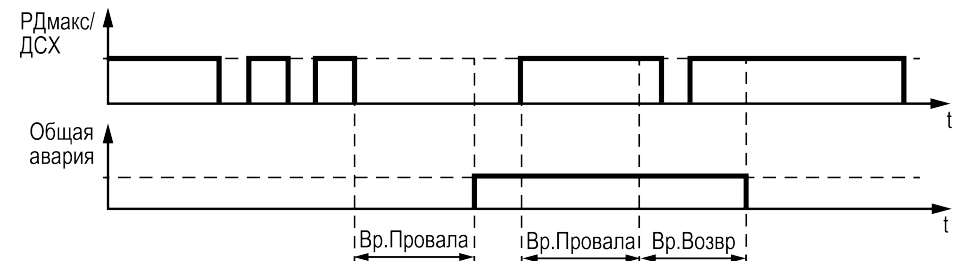 РДмакс/
ДСХ
t
Общая
авария
t
Вр.Провала
Вр.Провала
Вр.Возвр